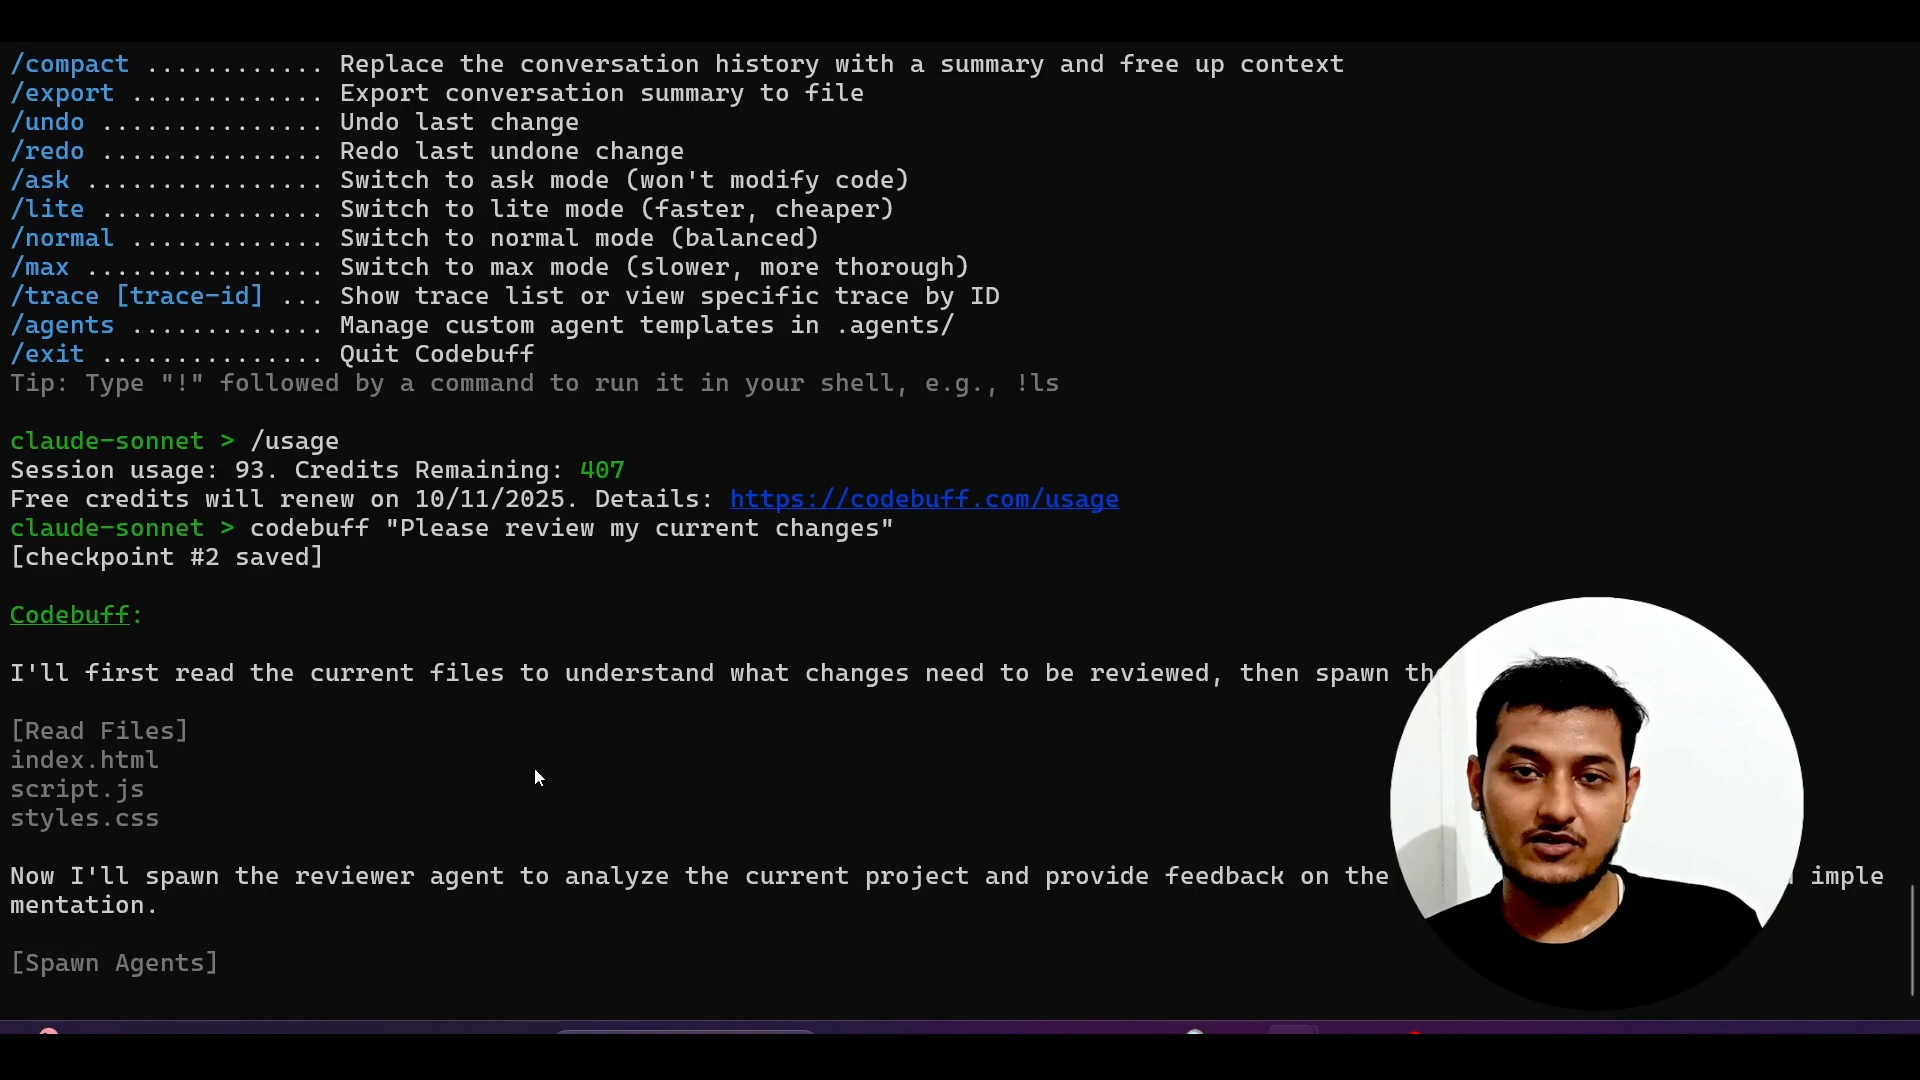 /compact ............ Replace the conversation history with a summary and free up context
/export ............. Export conversation summary to file
/undo ............... Undo last change
/redo ............... Redo last undone change
/ask ................ Switch to ask mode (won't modify code)
/lite ............... Switch to lite mode (faster, cheaper)
/normal ............. Switch to normal mode (balanced)
/max ................ Switch to max mode (slower, more thorough)
/trace [trace-id] ... Show trace list or view specific trace by ID
/agents ............. Manage custom agent templates in .agents/
/exit ............... Quit Codebuff
Tip: Type "!" followed by a command to run it in your shell, e.g., !ls
claude-sonnet > /usage
Session usage: 93. Credits Remaining: 407
Free credits will renew on 10/11/2025. Details: https://codebuff.com/usage
claude-sonnet > codebuff "Please review my current changes"
[checkpoint #2 saved]
Codebuff:
I'll first read the current files to understand what changes need to be reviewed, then spawn
[Read Files]
index.html
script.js
styles.css
Now I'll spawn the reviewer agent to analyze the current project and provide feedback on the imple
mentation.
[Spawn Agents]